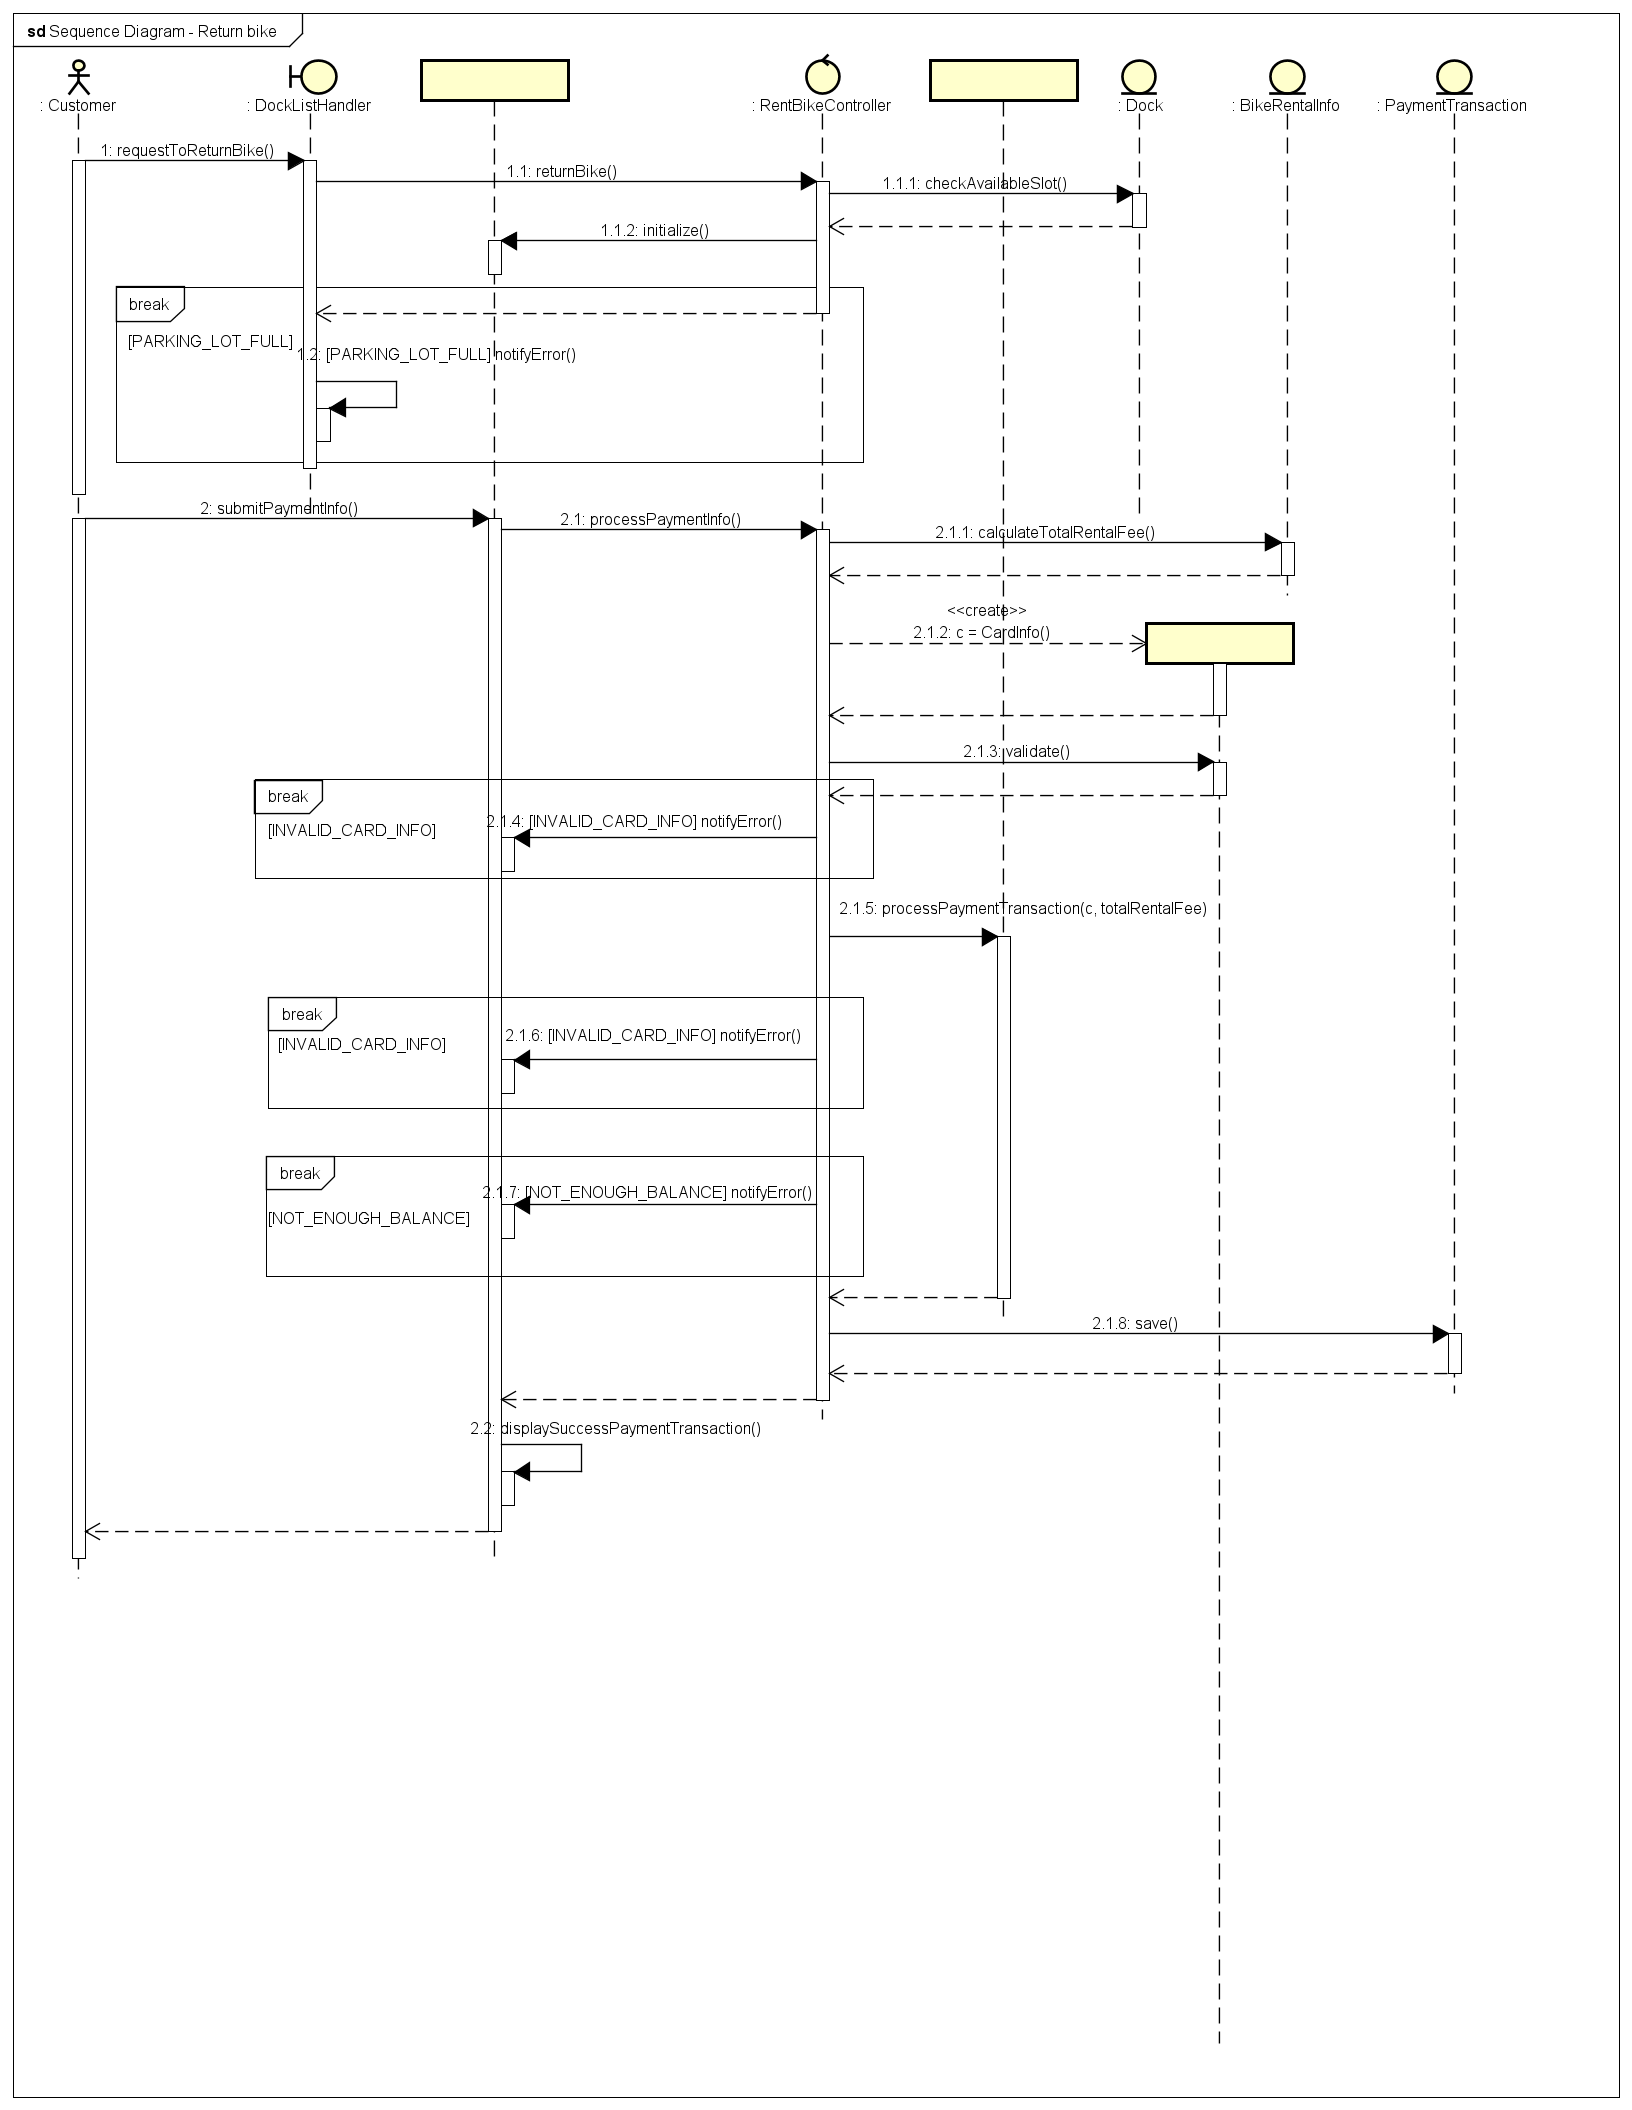 sd Sequence Diagram - Return bike
: Customer
: DockListHandler
: RentBikeController
: Dock
: BikeRentalInfo
: PaymentTransaction
1: requestToReturnBike()
1.1: returnBike()
1.1.1: checkAvailableSlot()
1.1.2: initialize()
break
[PARKING_LOT_FULL]
1.2: [PARKING_LOT_FULL] notifyError()
2: submitPaymentInfo()
2.1: processPaymentInfo()
2.1.1: calculateTotalRentalFee()
<<create>>
2.1.2: c = CardInfo()
2.1.3: validate()
break
[INVALID_CARD_INFO]
2.1.4: [INVALID_CARD_INFO] notifyError()
2.1.5: processPaymentTransaction(c, totalRentalFee)
break
[INVALID_CARD_INFO]
2.1.6: [INVALID_CARD_INFO] notifyError()
break
[NOT_ENOUGH_BALANCE]
2.1.7: [NOT_ENOUGH_BALANCE] notifyError()
2.1.8: save()
2.2: displaySuccessPaymentTransaction()